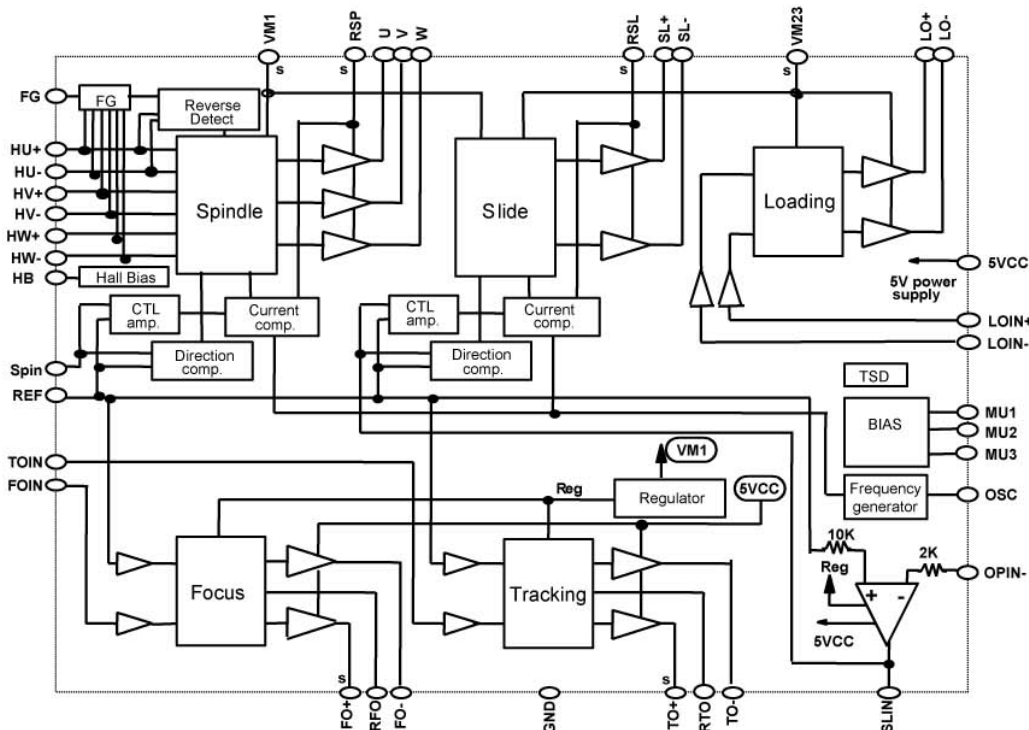 VM1
RSP
U
V
W
RSL
SL+
SL-
VM23
LO+
LO-
s
s
s
s
FG
FG
Reverse
Detect
HU+
HU-
HV+
HV-
HW+
HW-
HB
Spindle
Slide
Loading
Hall Bias
5VCC
5V power
supply
CTL
amp.
Current
comp.
CTL
amp.
Current
comp.
LOIN+
LOIN-
Direction
comp.
Direction
comp.
Spin
REF
TSD
BIAS
MU1
MU2
MU3
TOIN
FOIN
VM1
Reg
Regulator
5VCC
Frequency
generator
OSC
10K
2K
Reg
OPIN-
Focus
Tracking
+
-
5VCC
s
s
FO+
RFO
FO-
GND
TO+
RTO
TO-
SLIN